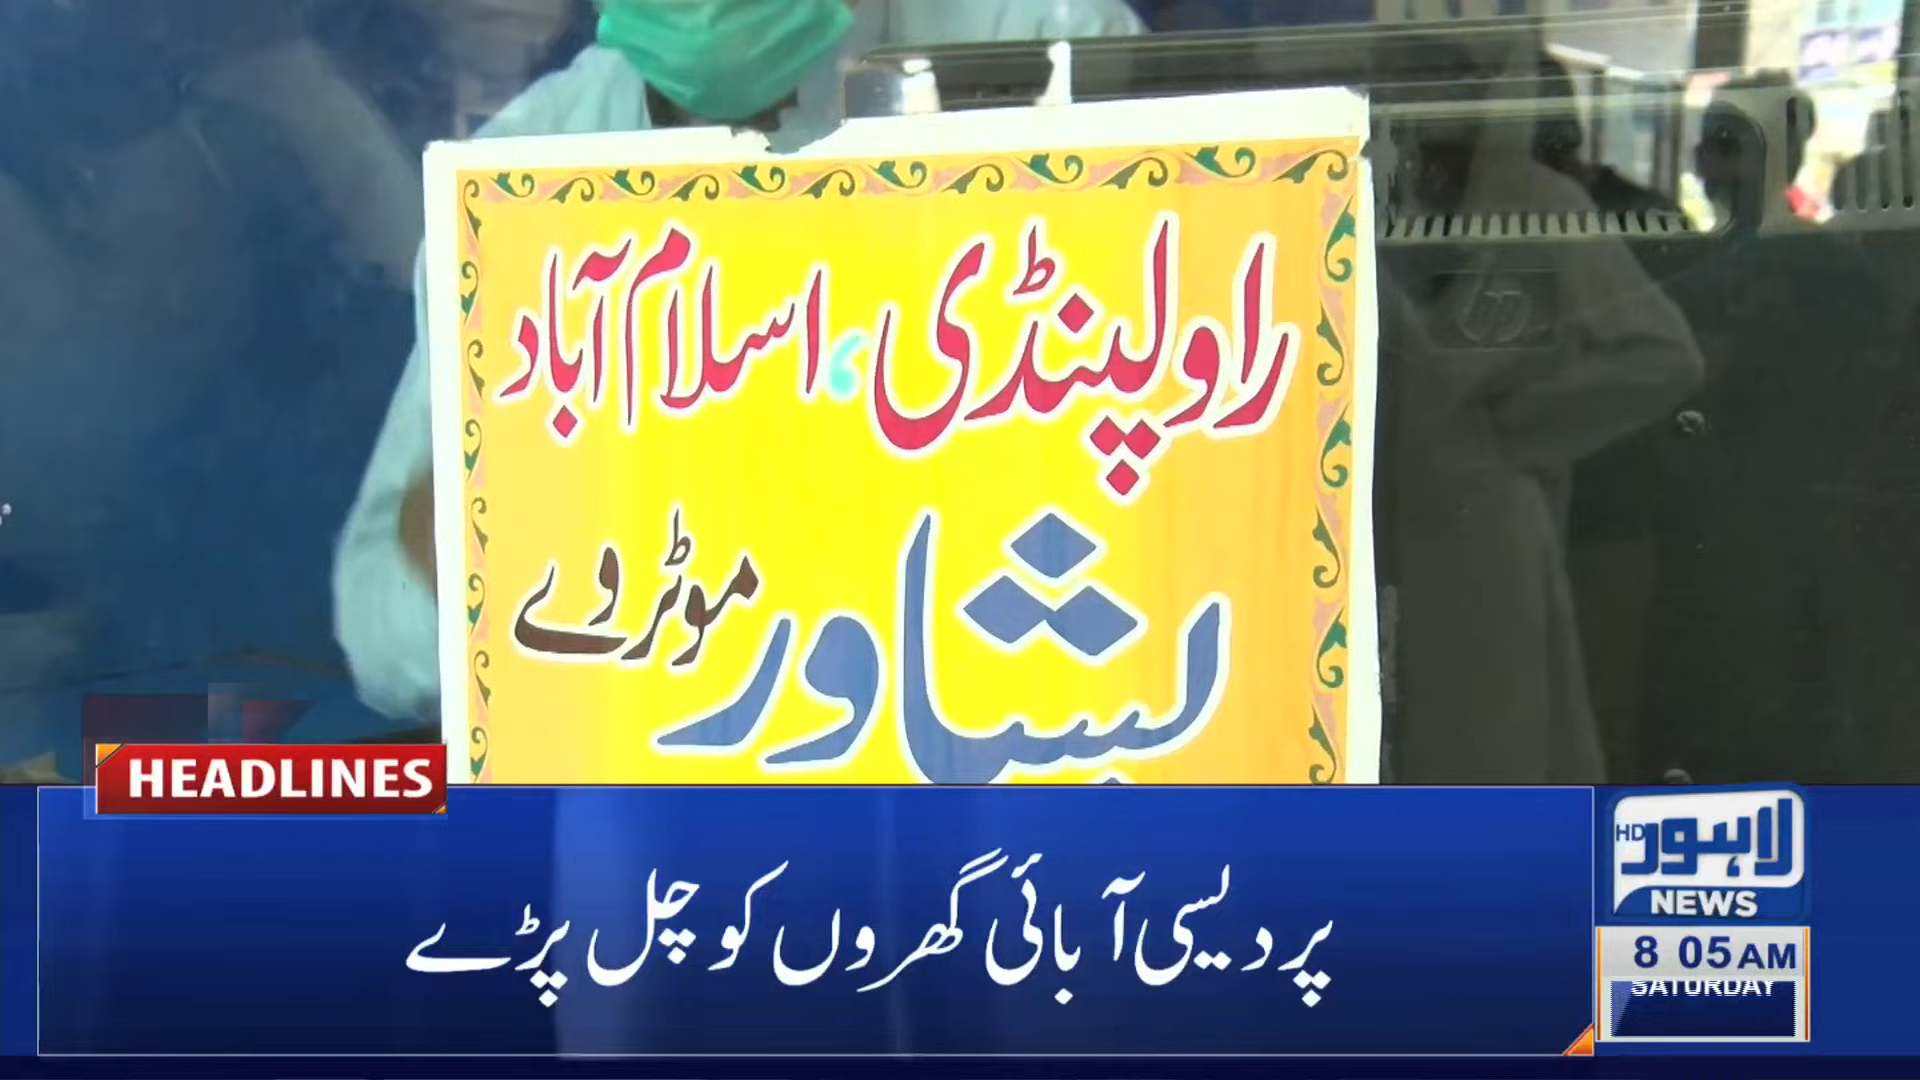 راولپنڈی، اسلام آباد
پشاور موٹروے
HEADLINES
پردیسی آبائی گھروں کو چل پڑے
لاہور
HD
NEWS
8 05 AM
SATURDAY